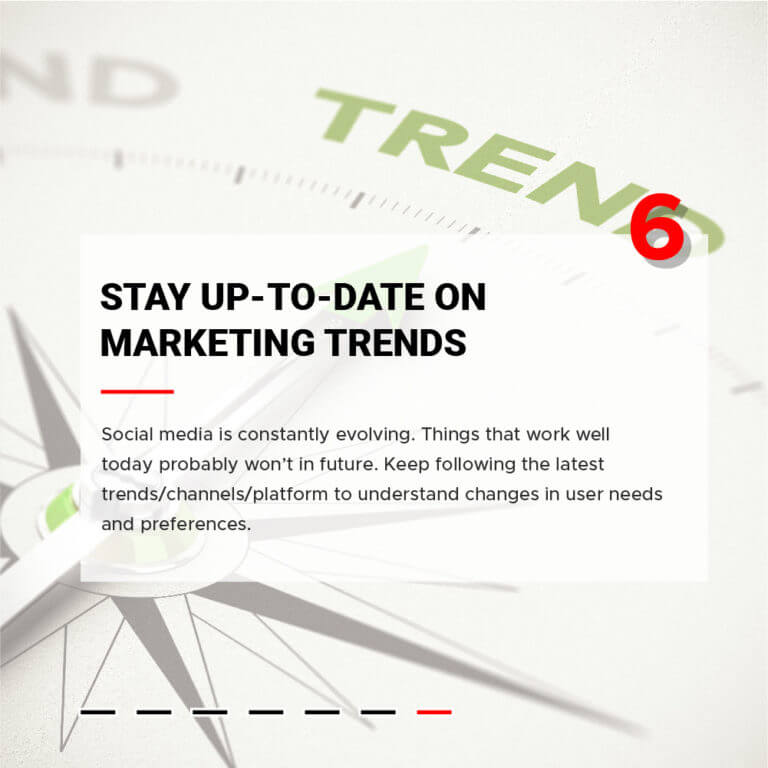 ND
TREND
6
STAY UP-TO-DATE ON
MARKETING TRENDS
Social media is constantly evolving. Things that work well
today probably won’t in future. Keep following the latest
trends/channels/platform to understand changes in user needs
and preferences.